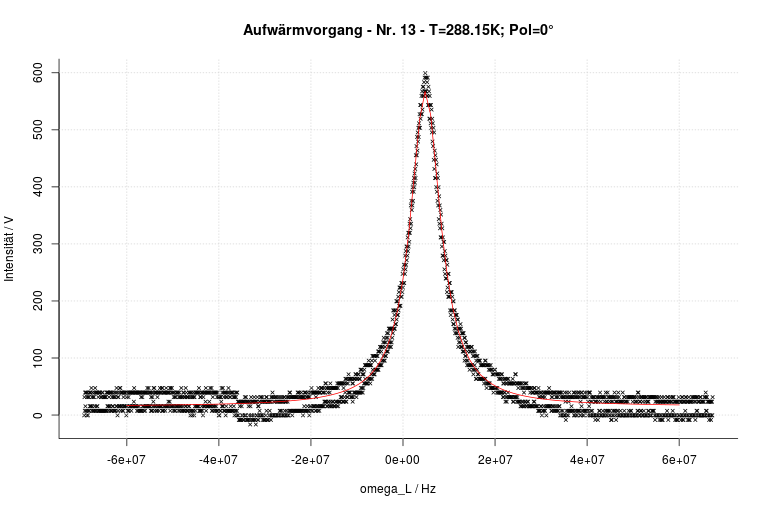 Aufwärmvorgang - Nr. 13 - T=288.15K; Pol=0°
600
500
400
300
200
100
0
Intensität / V
-6e+07 -4e+07 -2e+07 0e+00 2e+07 4e+07 6e+07
omega_L / Hz